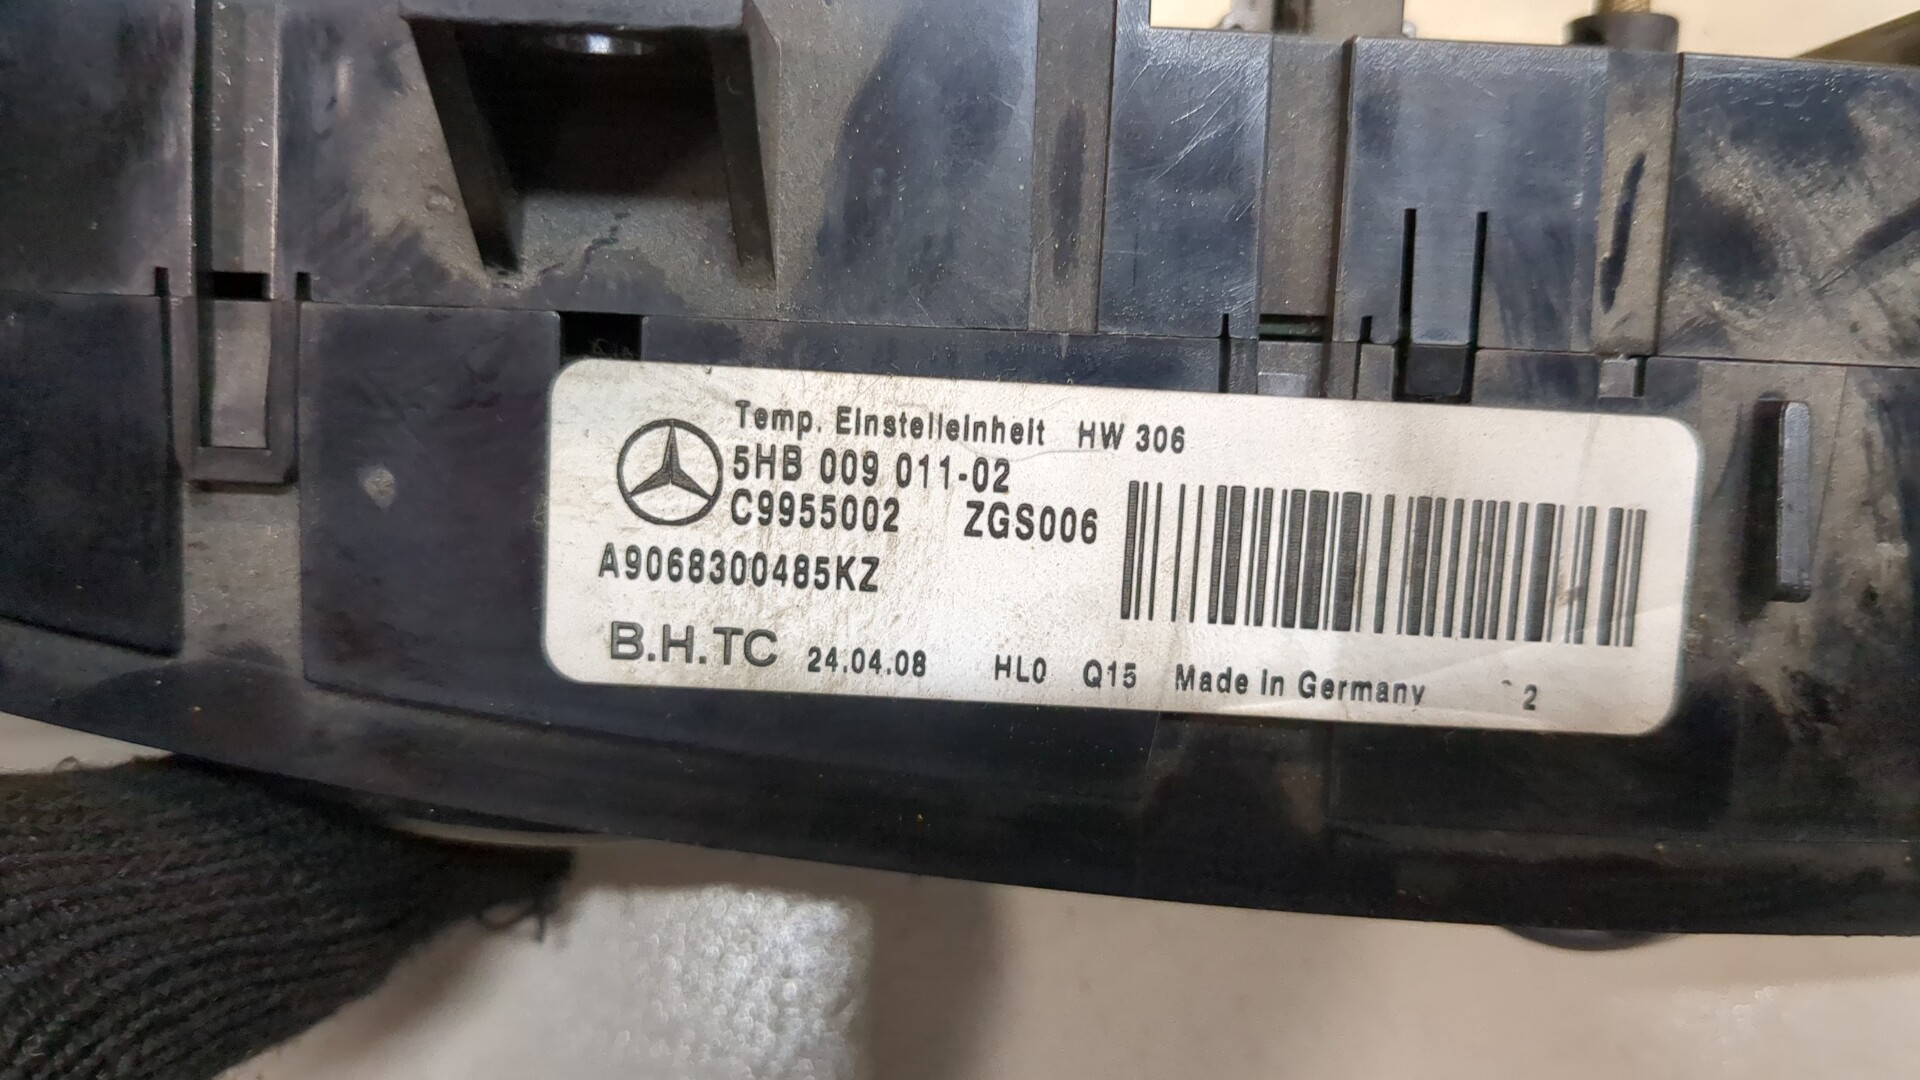 Temp. Einstelleinheit HW 306
5HB 009 011-02
C9955002 ZGS006
A9068300485KZ
B.H.TC 24.04.08 HL0 Q15 Made in Germany 2